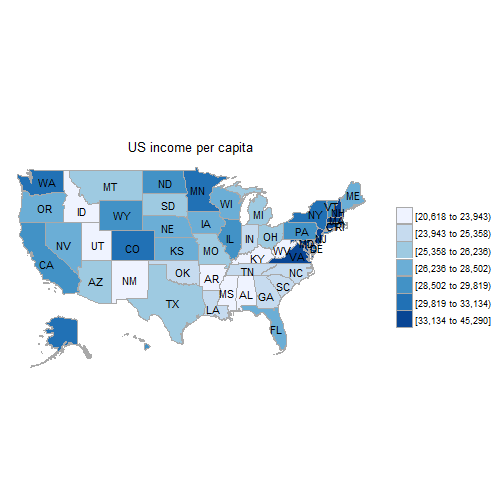 US income per capita
WA
MT
ND
MN
ME
OR
ID
SD
WI
VT
NH
WY
MI
NY
NE
IA
PA
NV
UT
CO
IL
IN
OH
NJ
CA
KS
MO
WV
VA
MD
DE
KY
AZ
NM
OK
AR
TN
NC
TX
MS
AL
GA
SC
LA
FL
RI
[20,618 to 23,943)
[23,943 to 25,358)
[25,358 to 26,236)
[26,236 to 28,502)
[28,502 to 29,819)
[29,819 to 33,134)
[33,134 to 45,290]